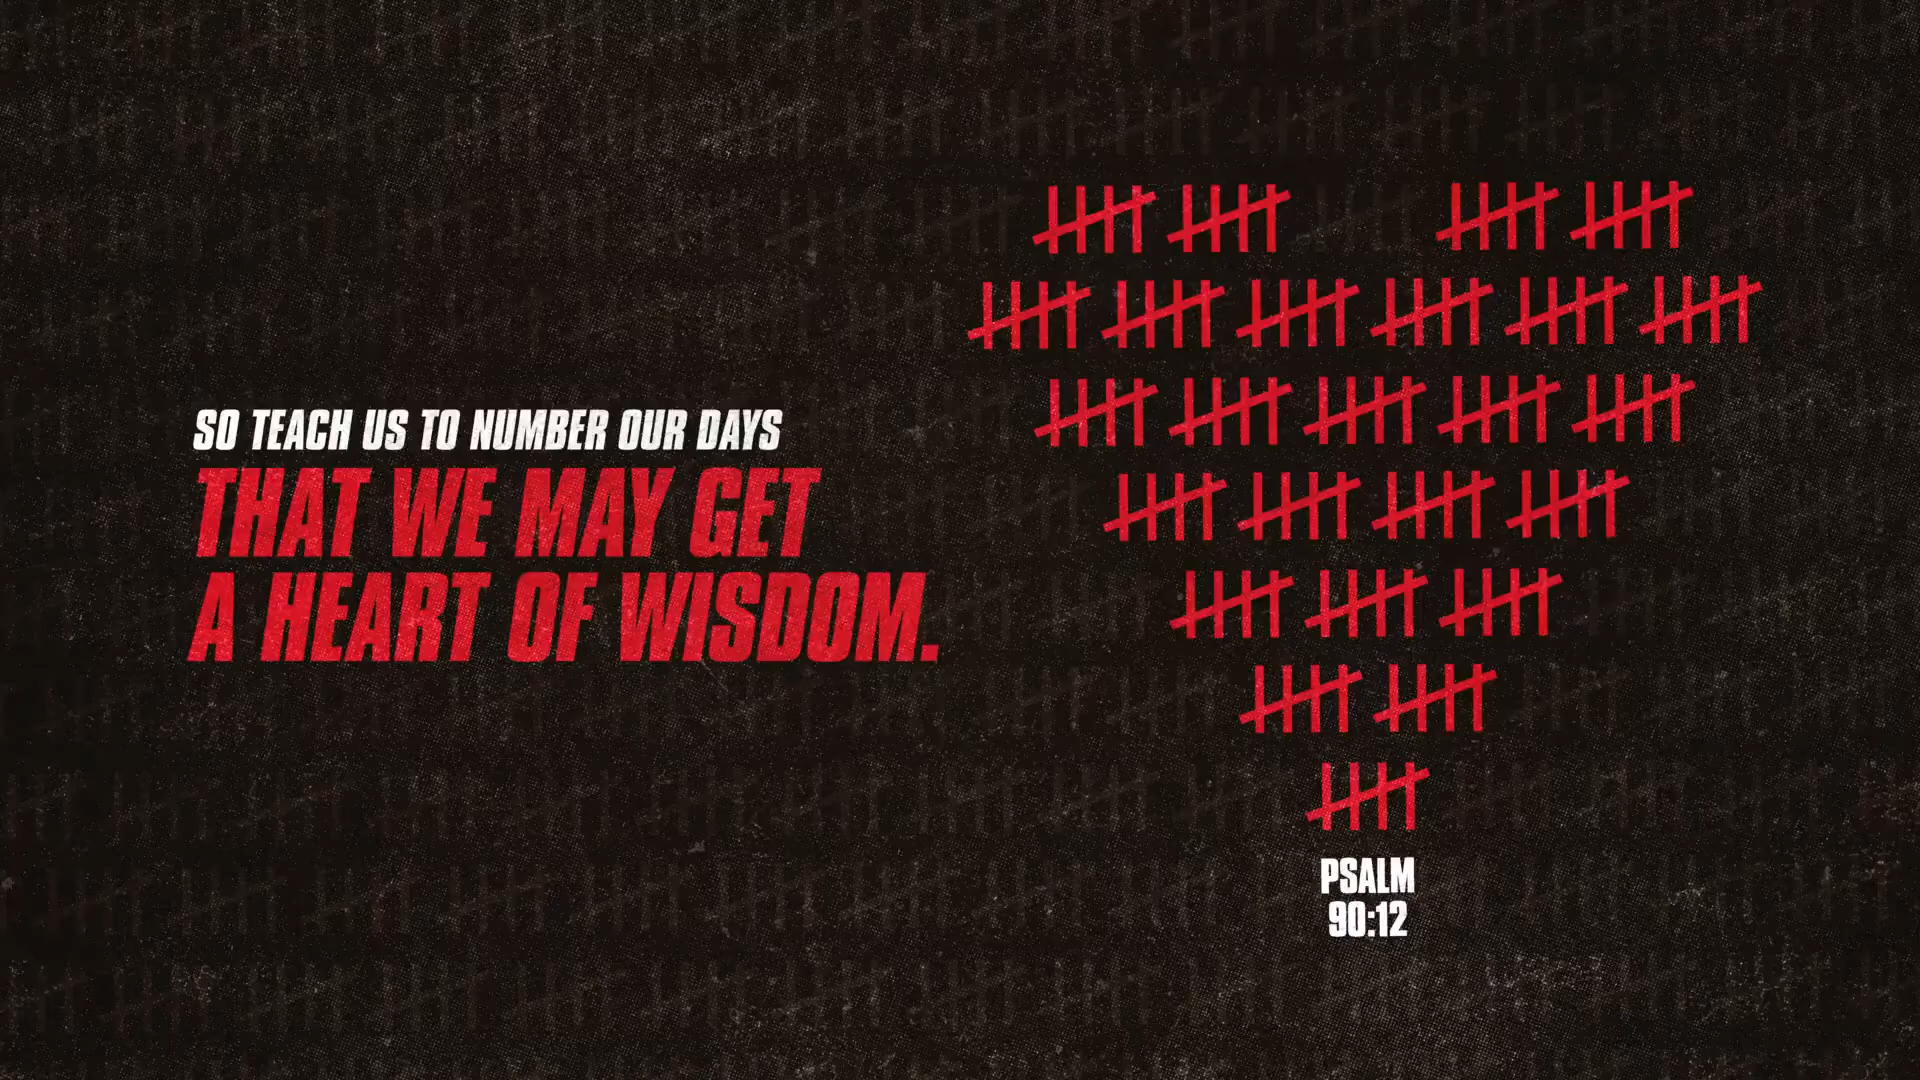 SO TEACH US TO NUMBER OUR DAYS
THAT WE MAY GET
A HEART OF WISDOM.
PSALM
90:12